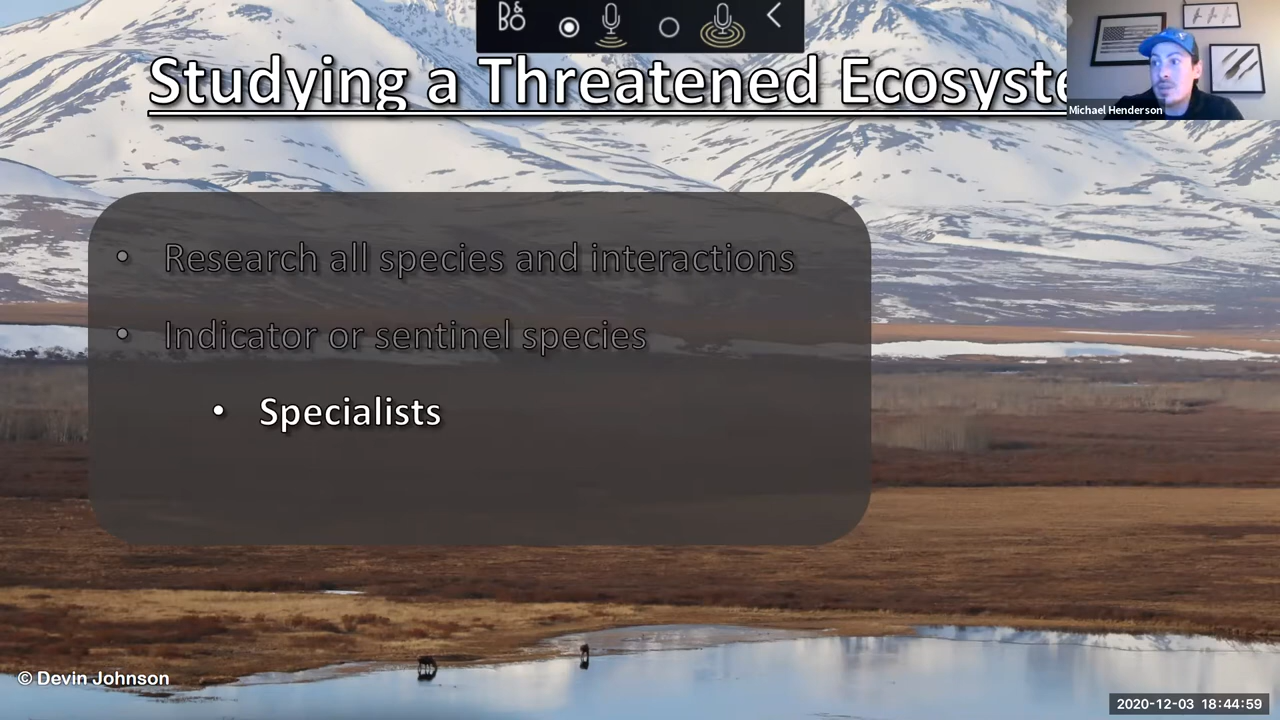 B&O
Studying a Threatened Ecosyste
Michael Henderson
• Research all species and interactions
• Indicator or sentinel species
• Specialists
© Devin Johnson
2020-12-03 18:44:59